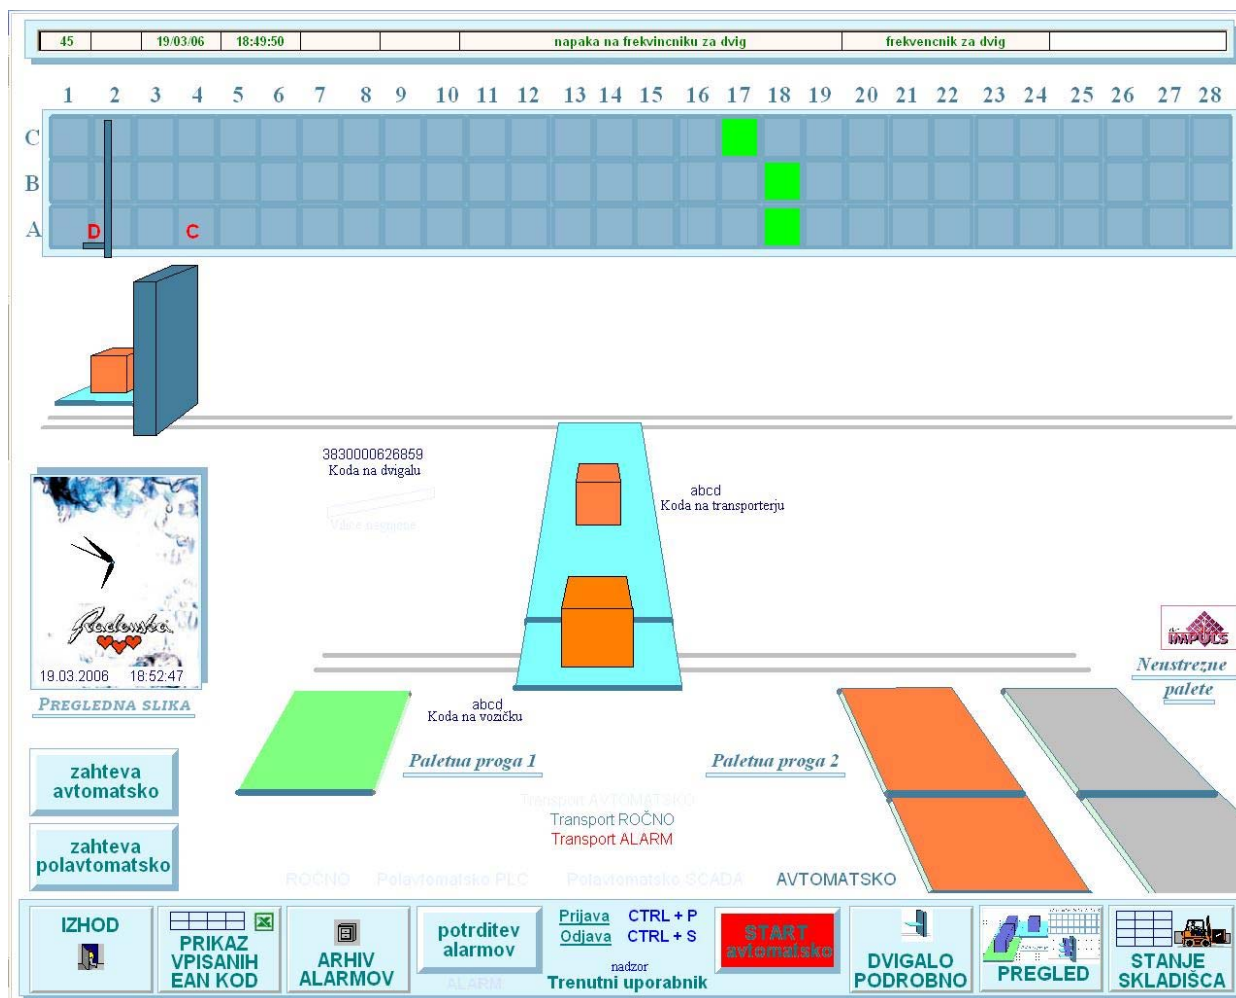 45 19/03/06 18:49:50 napaka na frekvincniku za dvig frekvencnik za dvig
1 2 3 4 5 6 7 8 9 10 11 12 13 14 15 16 17 18 19 20 21 22 23 24 25 26 27 28
C
B
A D C
3830000626859
Koda na dvigalu
abcd
Koda na transporterju
Radenska
19.03.2006 18:52:47
PREGLEDNA SLIKA
IMPULS
Neustrezne
palete
abcd
Koda na vozičku
Paletna proga 1
Paletna proga 2
zahteva
avtomatsko
zahteva
polavtomatsko
Transport AVTOMATSKO
Transport ROČNO
Transport ALARM
ROČNO Polavtomatsko PLC Polavtomatsko SCADA AVTOMATSKO
IZHOD
PRIKAZ
VPISANIH
EAN KOD
ARHIV
ALARMOV
potrditev
alarmov
ALARM
Prijava CTRL + P
Odjava CTRL + S
nadzor
Trenutni uporabnik
START
avtomatsko
DVIGALO
PODROBNO
PREGLED
STANJE
SKLADIŠCA